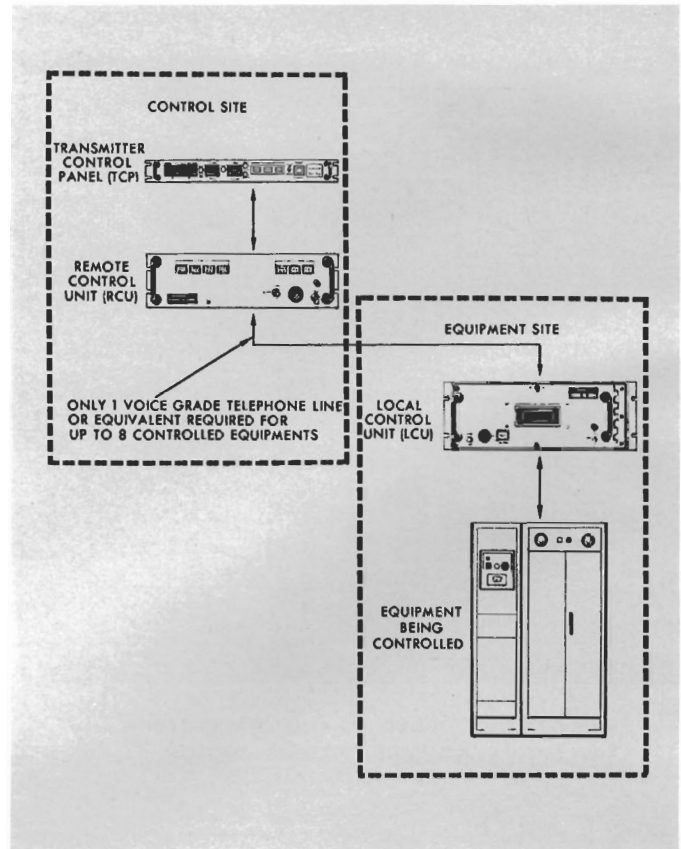 CONTROL SITE
TRANSMITTER
CONTROL
PANEL (TCP)
REMOTE
CONTROL
UNIT (RCU)
ONLY 1 VOICE GRADE TELEPHONE LINE
OR EQUIVALENT REQUIRED FOR
UP TO 8 CONTROLLED EQUIPMENTS
EQUIPMENT SITE
LOCAL
CONTROL
UNIT (LCU)
EQUIPMENT
BEING
CONTROLLED